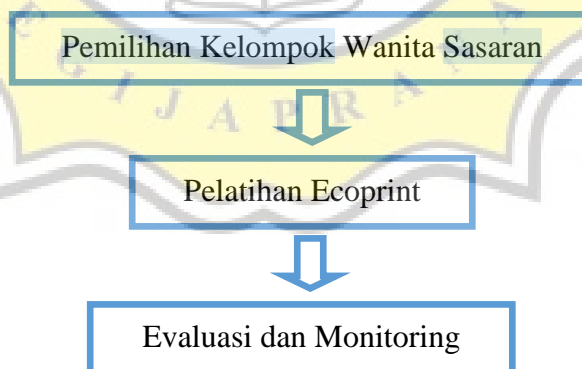 Pemilihan Kelompok Wanita Sasaran
E G I J A P R A N A
Pelatihan Ecoprint
Evaluasi dan Monitoring